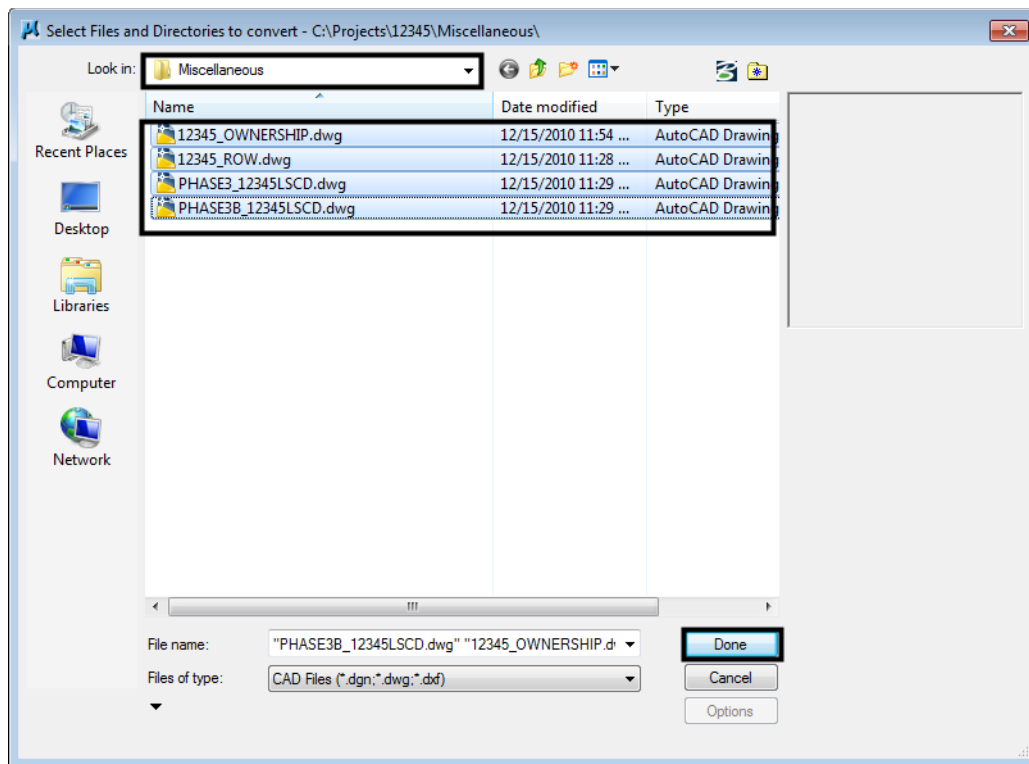 Select Files and Directories to convert - C:\Projects\12345\Miscellaneous\
Look in: Miscellaneous
Name Date modified Type
12345_OWNERSHIP.dwg 12/15/2010 11:54 ... AutoCAD Drawing
12345_ROW.dwg 12/15/2010 11:28 ... AutoCAD Drawing
PHASE3_12345LSCD.dwg 12/15/2010 11:29 ... AutoCAD Drawing
PHASE3B_12345LSCD.dwg 12/15/2010 11:29 ... AutoCAD Drawing
Recent Places
Desktop
Libraries
Computer
Network
File name: "PHASE3B_12345LSCD.dwg" "12345_OWNERSHIP.d Done
Files of type: CAD Files (*.dgn;*.dwg;*.dxf) Cancel
Options